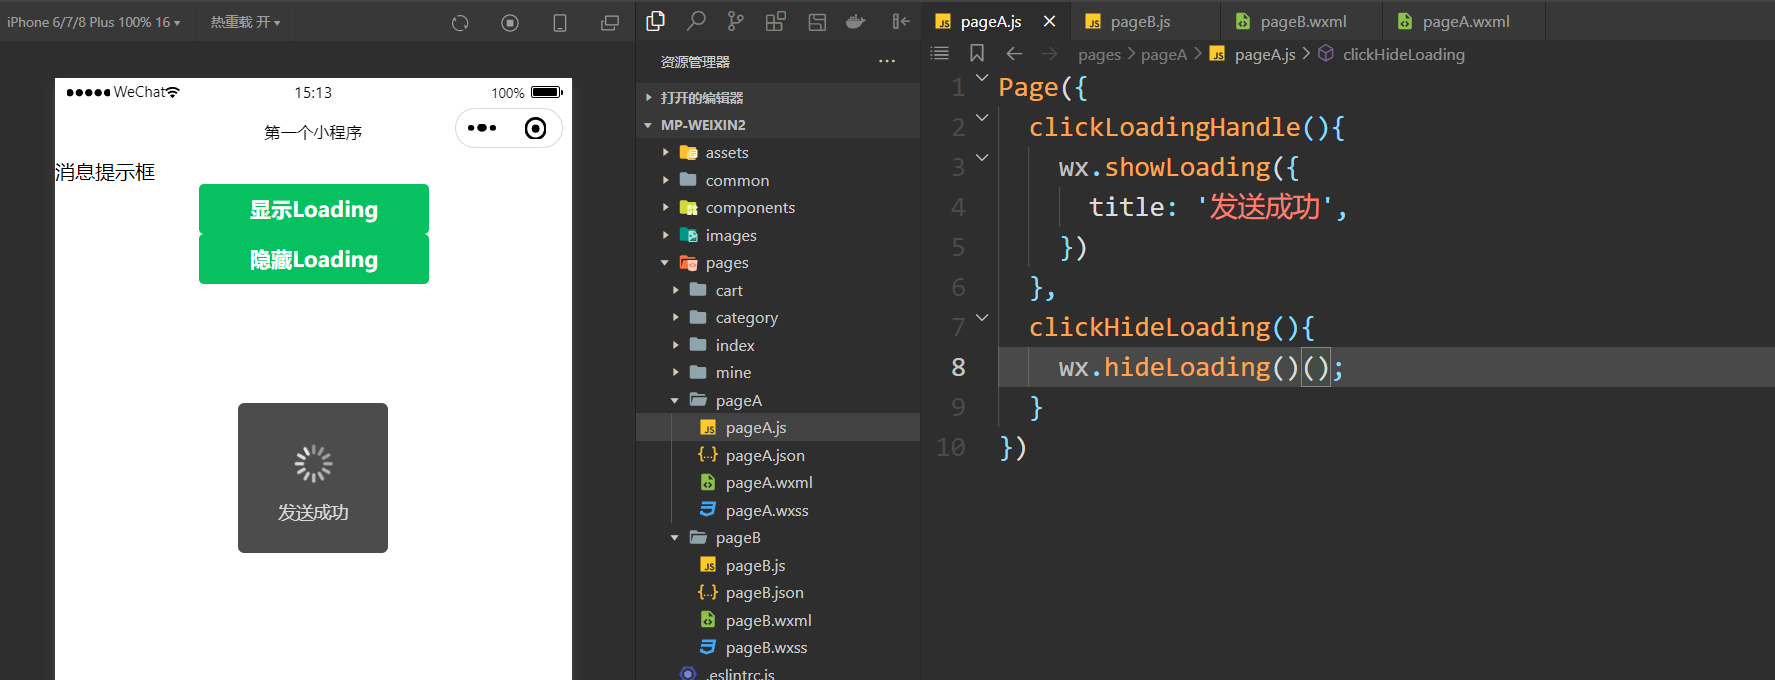 iPhone 6/7/8 Plus 100% 16
热重载 开
WeChat
15:13
100%
第一个小程序
消息提示框
显示Loading
隐藏Loading
发送成功
资源管理器
打开的编辑器
MP-WEIXIN2
assets
common
components
images
pages
cart
category
index
mine
pageA
pageA.js
pageA.json
pageA.wxml
pageA.wxss
pageB
pageB.js
pageB.json
pageB.wxml
pageB.wxss
.eslintrc.js
pageA.js
pageB.js
pageB.wxml
pageA.wxml
pages > pageA > pageA.js > clickHideLoading
1 Page({
2 clickLoadingHandle(){
3 wx.showLoading({
4 title: '发送成功',
5 })
6 },
7 clickHideLoading(){
8 wx.hideLoading()();
9 }
10 })